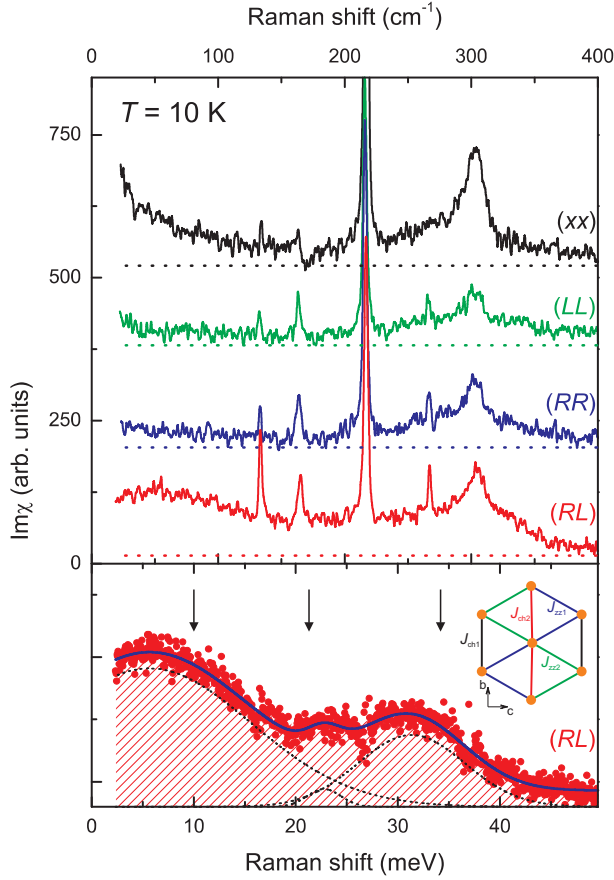 Raman shift (cm⁻¹)
0 100 200 300 400
T = 10 K
750
(xx)
500
(LL)
Imχ (arb. units)
250
(RR)
(RL)
0
J_ch2 J_zz1
J_ch1
J_zz2
b
c
(RL)
0 10 20 30 40
Raman shift (meV)